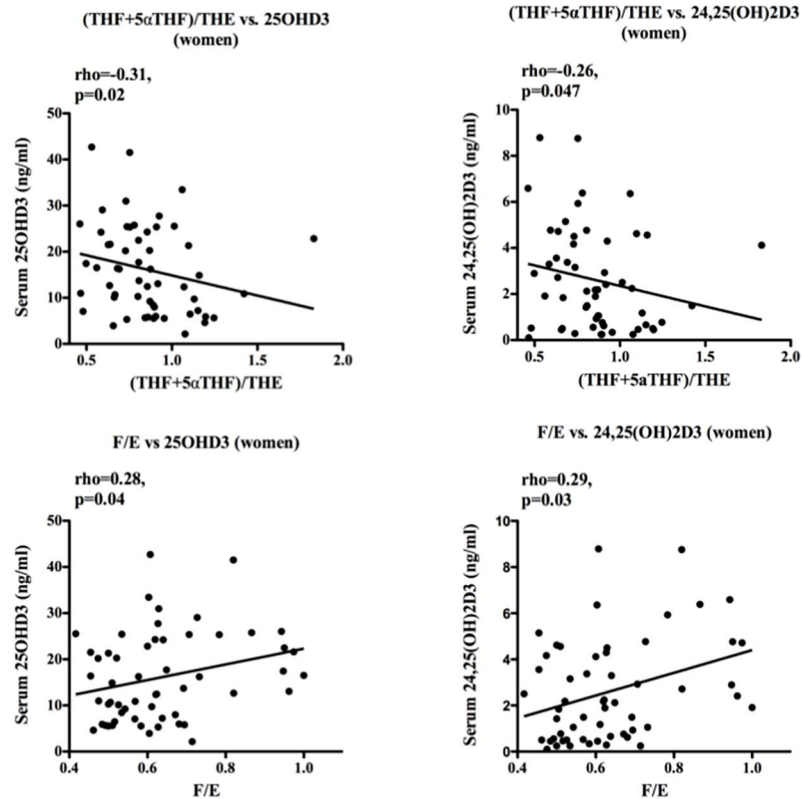 (THF+5αTHF)/THE vs. 25OHD3
(women)
rho=-0.31,
p=0.02
50
40
30
20
10
0
Serum 25OHD3 (ng/ml)
0.5
1.0
1.5
2.0
(THF+5αTHF)/THE
(THF+5αTHF)/THE vs. 24,25(OH)2D3
(women)
rho=-0.26,
p=0.047
10
8
6
4
2
0
Serum 24,25(OH)2D3 (ng/ml)
0.5
1.0
1.5
2.0
(THF+5aTHF)/THE
F/E vs 25OHD3 (women)
rho=0.28,
p=0.04
50
40
30
20
10
0
Serum 25OHD3 (ng/ml)
0.4
0.6
0.8
1.0
F/E
F/E vs. 24,25(OH)2D3 (women)
rho=0.29,
p=0.03
10
8
6
4
2
0
Serum 24,25(OH)2D3 (ng/ml)
0.4
0.6
0.8
1.0
F/E